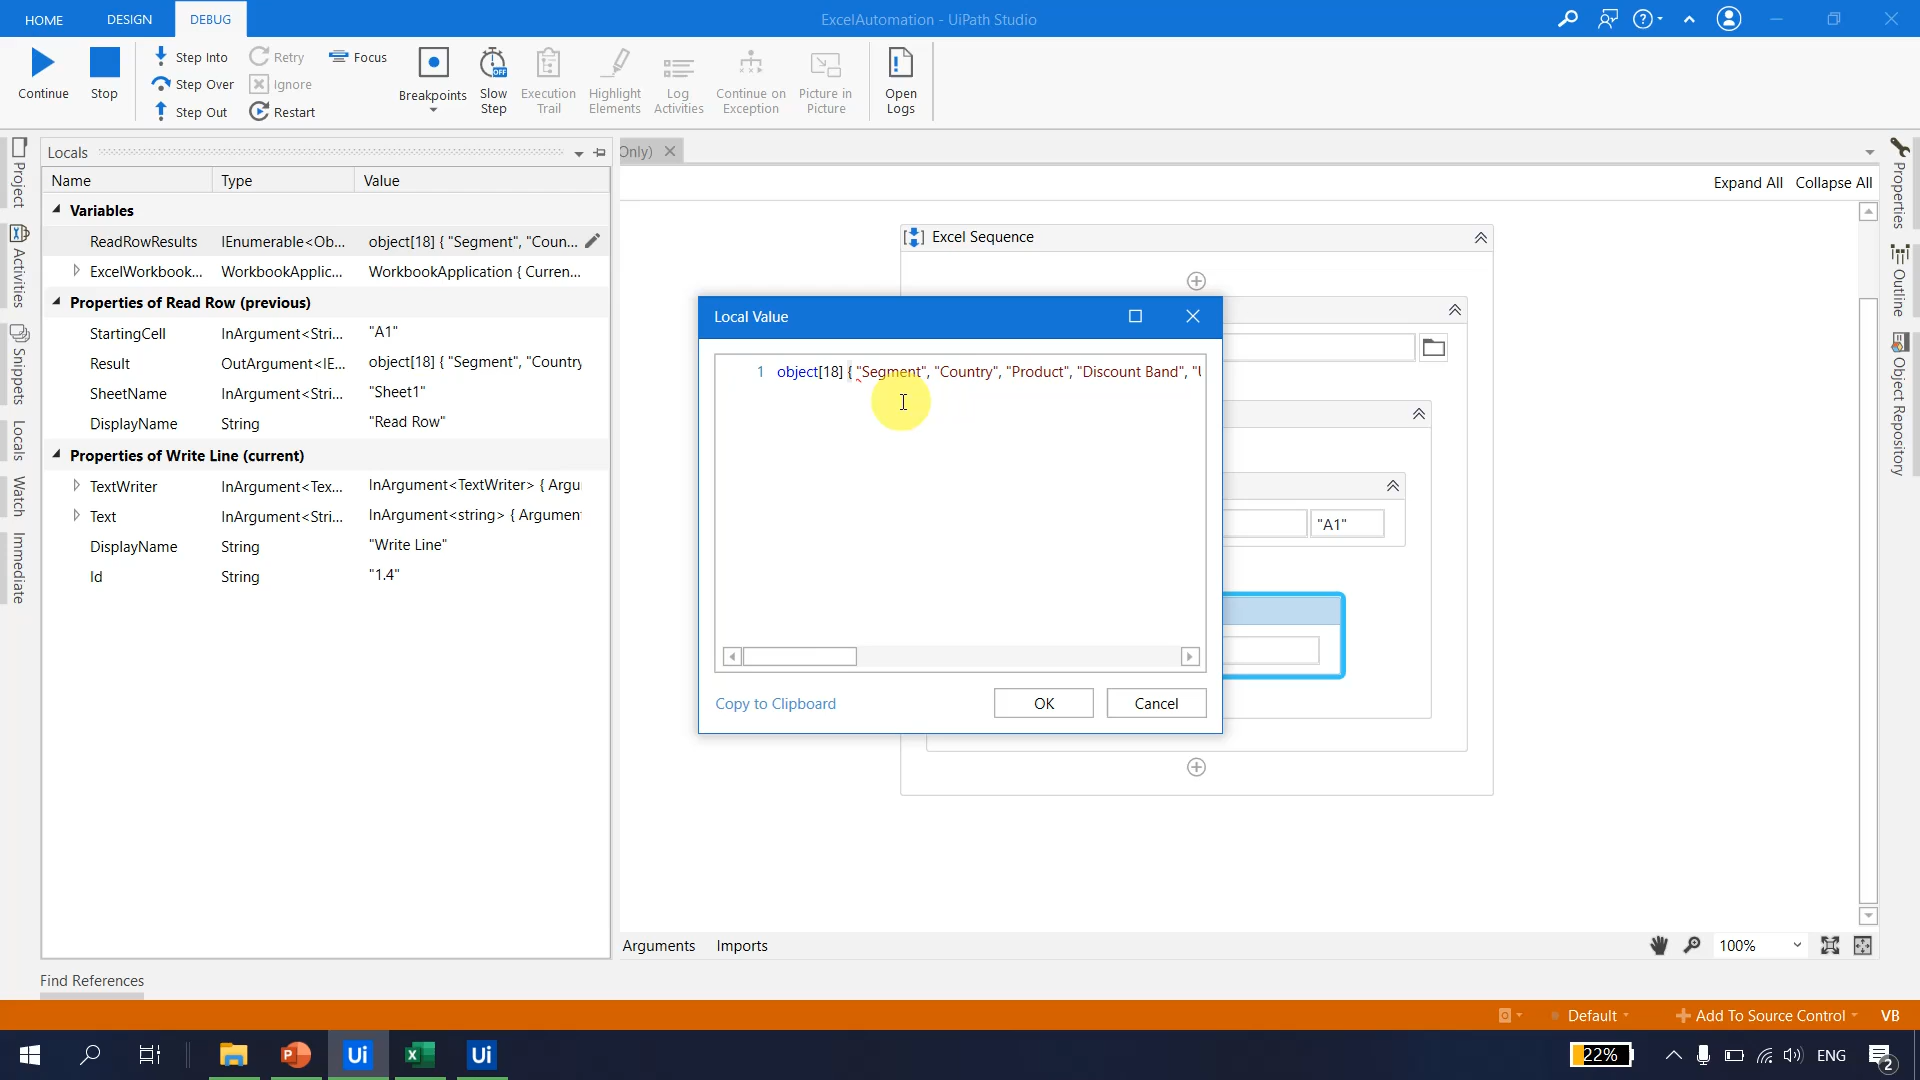 HOME
DESIGN
DEBUG
ExcelAutomation - UiPath Studio
Continue
Stop
Step Into
Step Over
Step Out
Retry
Ignore
Restart
Focus
Breakpoints
Slow
Step
OFF
Execution
Trail
Highlight
Elements
Log
Activities
Continue on
Exception
Picture in
Picture
Open
Logs
Project
Activities
Snippets
Locals
Watch
Immediate
Locals
Name Type Value
Variables
ReadRowResults IEnumerable<Ob... object[18] { "Segment", "Coun...
ExcelWorkbook... WorkbookApplic... WorkbookApplication { Curren...
Properties of Read Row (previous)
StartingCell InArgument<Stri... "A1"
Result OutArgument<IE... object[18] { "Segment", "Country
SheetName InArgument<Stri... "Sheet1"
DisplayName String "Read Row"
Properties of Write Line (current)
TextWriter InArgument<Tex... InArgument<TextWriter> { Argu
Text InArgument<Stri... InArgument<string> { Argument
DisplayName String "Write Line"
Id String "1.4"
Only)
Expand All Collapse All
Excel Sequence
"A1"
Local Value
1 object[18] { "Segment", "Country", "Product", "Discount Band", "U
Copy to Clipboard
OK
Cancel
Properties
Outline
Object Repository
Arguments Imports
100%
Find References
Default
Add To Source Control
VB
Ui
Ui
22%
ENG
2